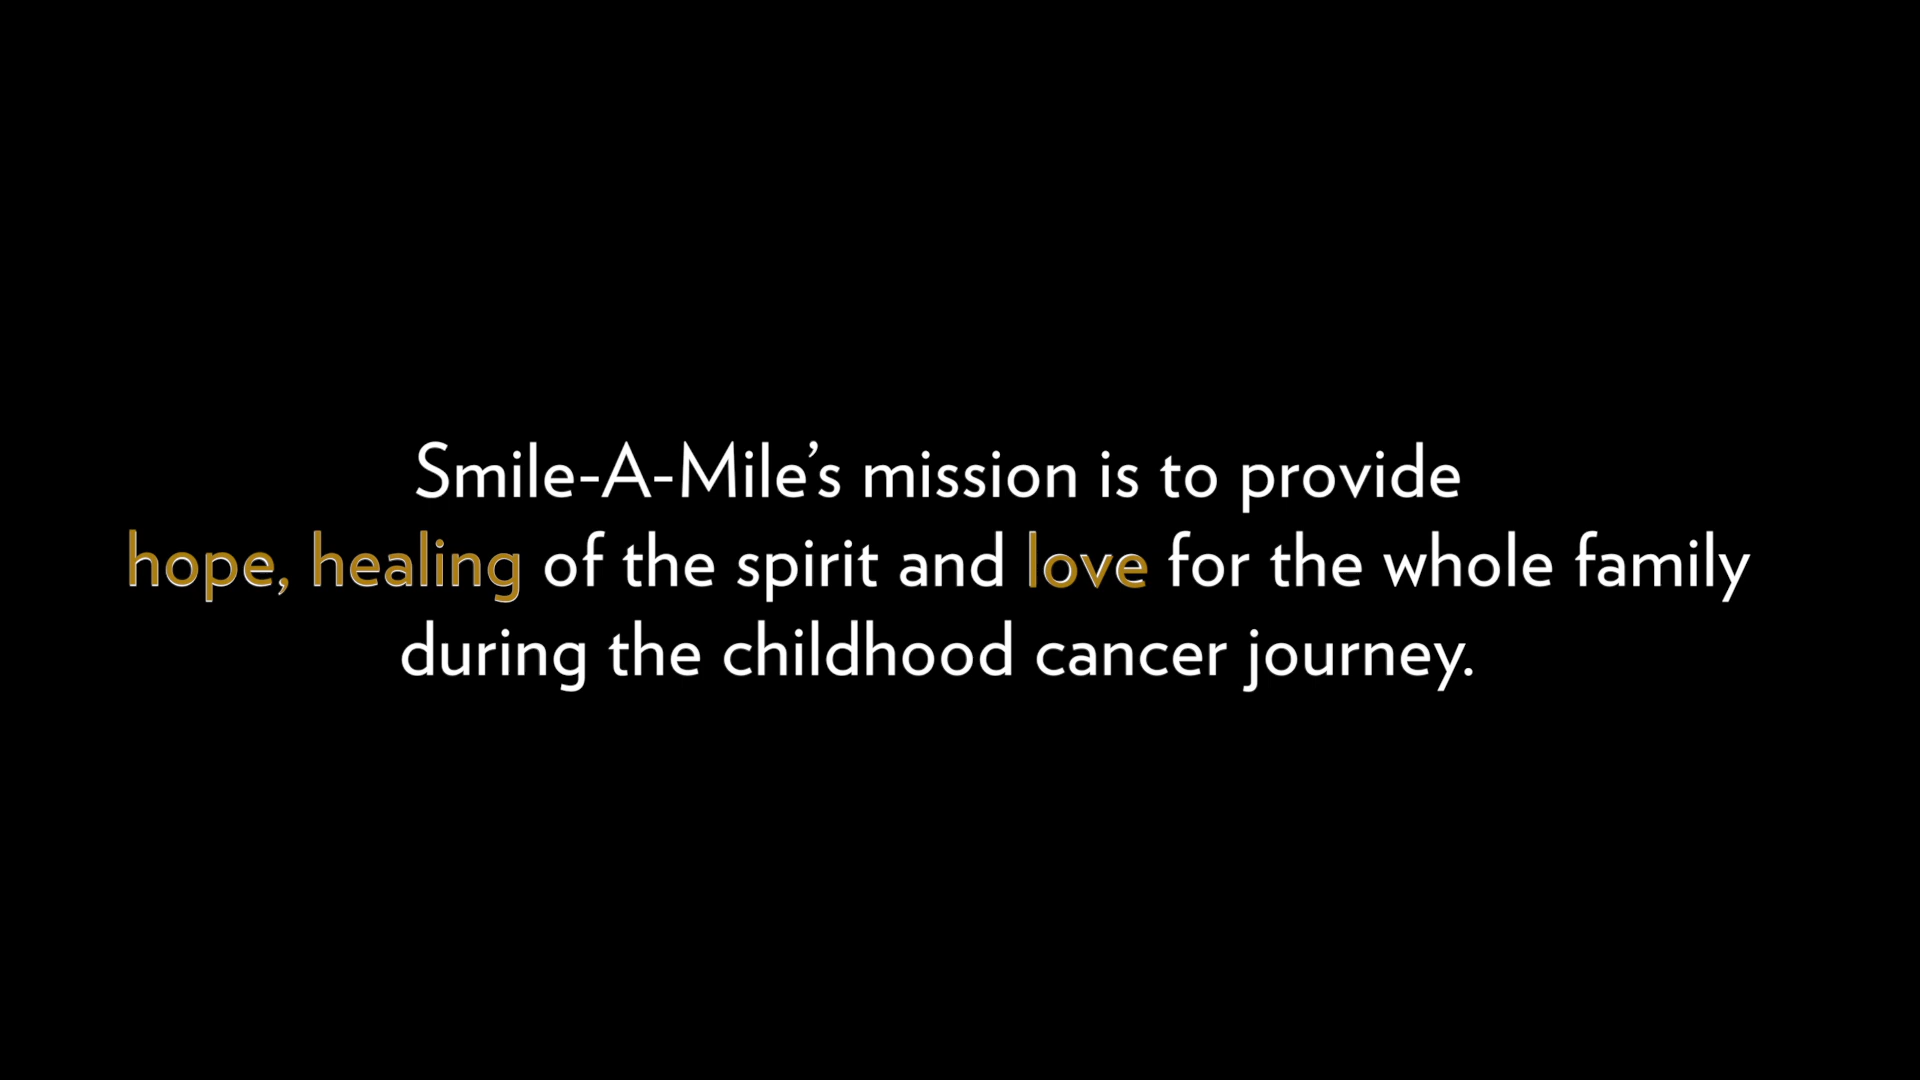 Smile-A-Mile’s mission is to provide
hope, healing of the spirit and love for the whole family
during the childhood cancer journey.